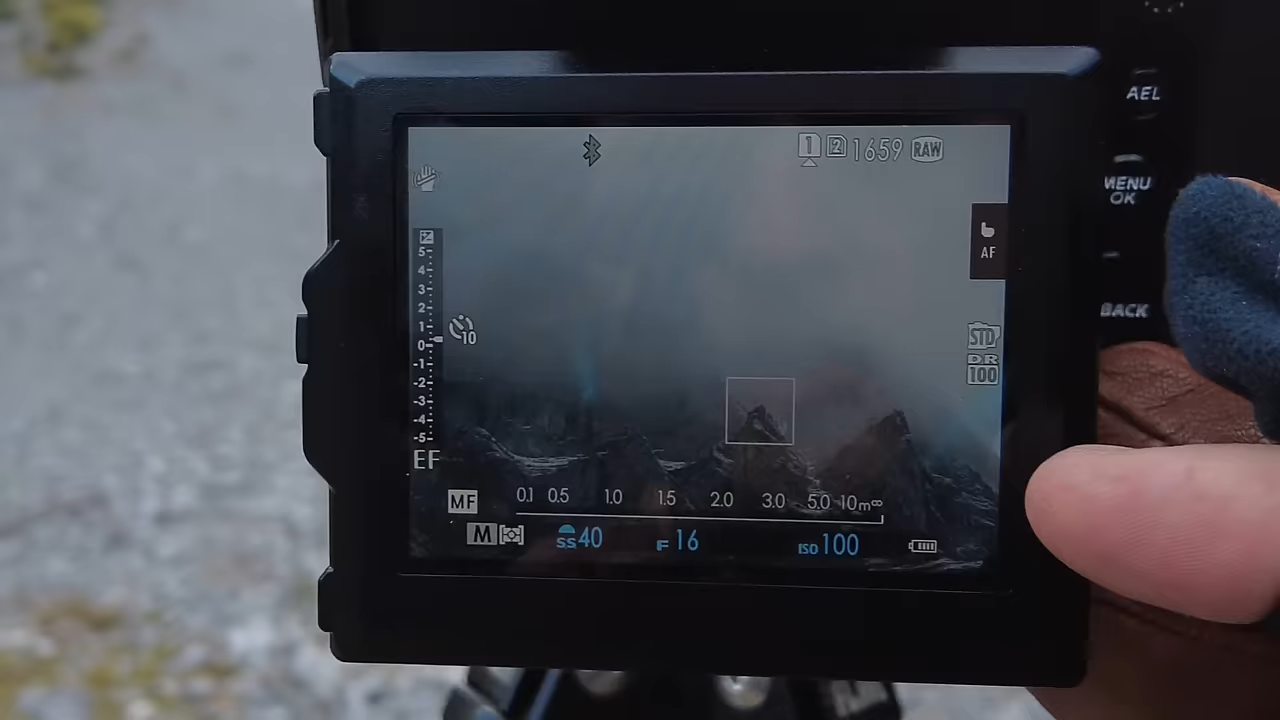 AEL
1 2 1659 RAW
MENU
OK
5
4
3
2
1
0
-1
-2
-3
-4
-5
AF
BACK
10
STD
DR
100
EF
MF
0.1 0.5 1.0 1.5 2.0 3.0 5.0 10m∞
M SS 40 F 16 ISO 100